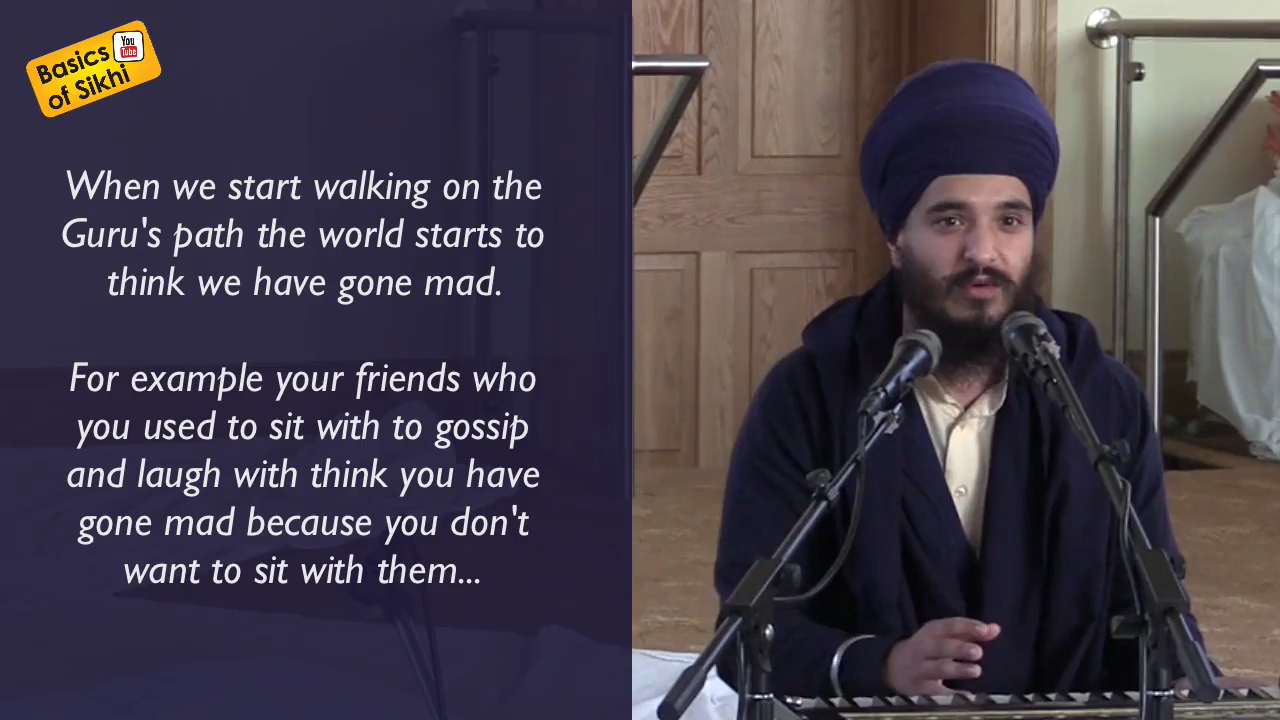 Basics
You
Tube
of Sikhi
When we start walking on the
Guru's path the world starts to
think we have gone mad.
For example your friends who
you used to sit with to gossip
and laugh with think you have
gone mad because you don't
want to sit with them...